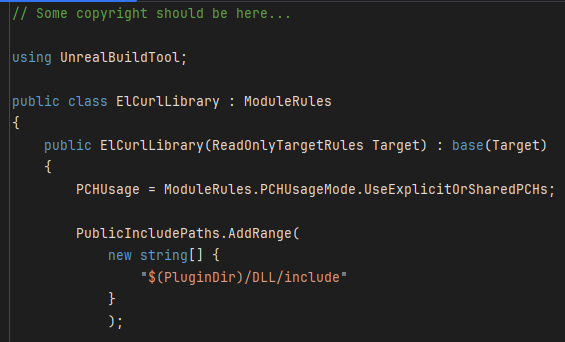 // Some copyright should be here...
using UnrealBuildTool;
public class ElCurlLibrary : ModuleRules
{
public ElCurlLibrary(ReadOnlyTargetRules Target) : base(Target)
{
PCHUsage = ModuleRules.PCHUsageMode.UseExplicitOrSharedPCHs;
PublicIncludePaths.AddRange(
new string[] {
"$(PluginDir)/DLL/include"
}
);